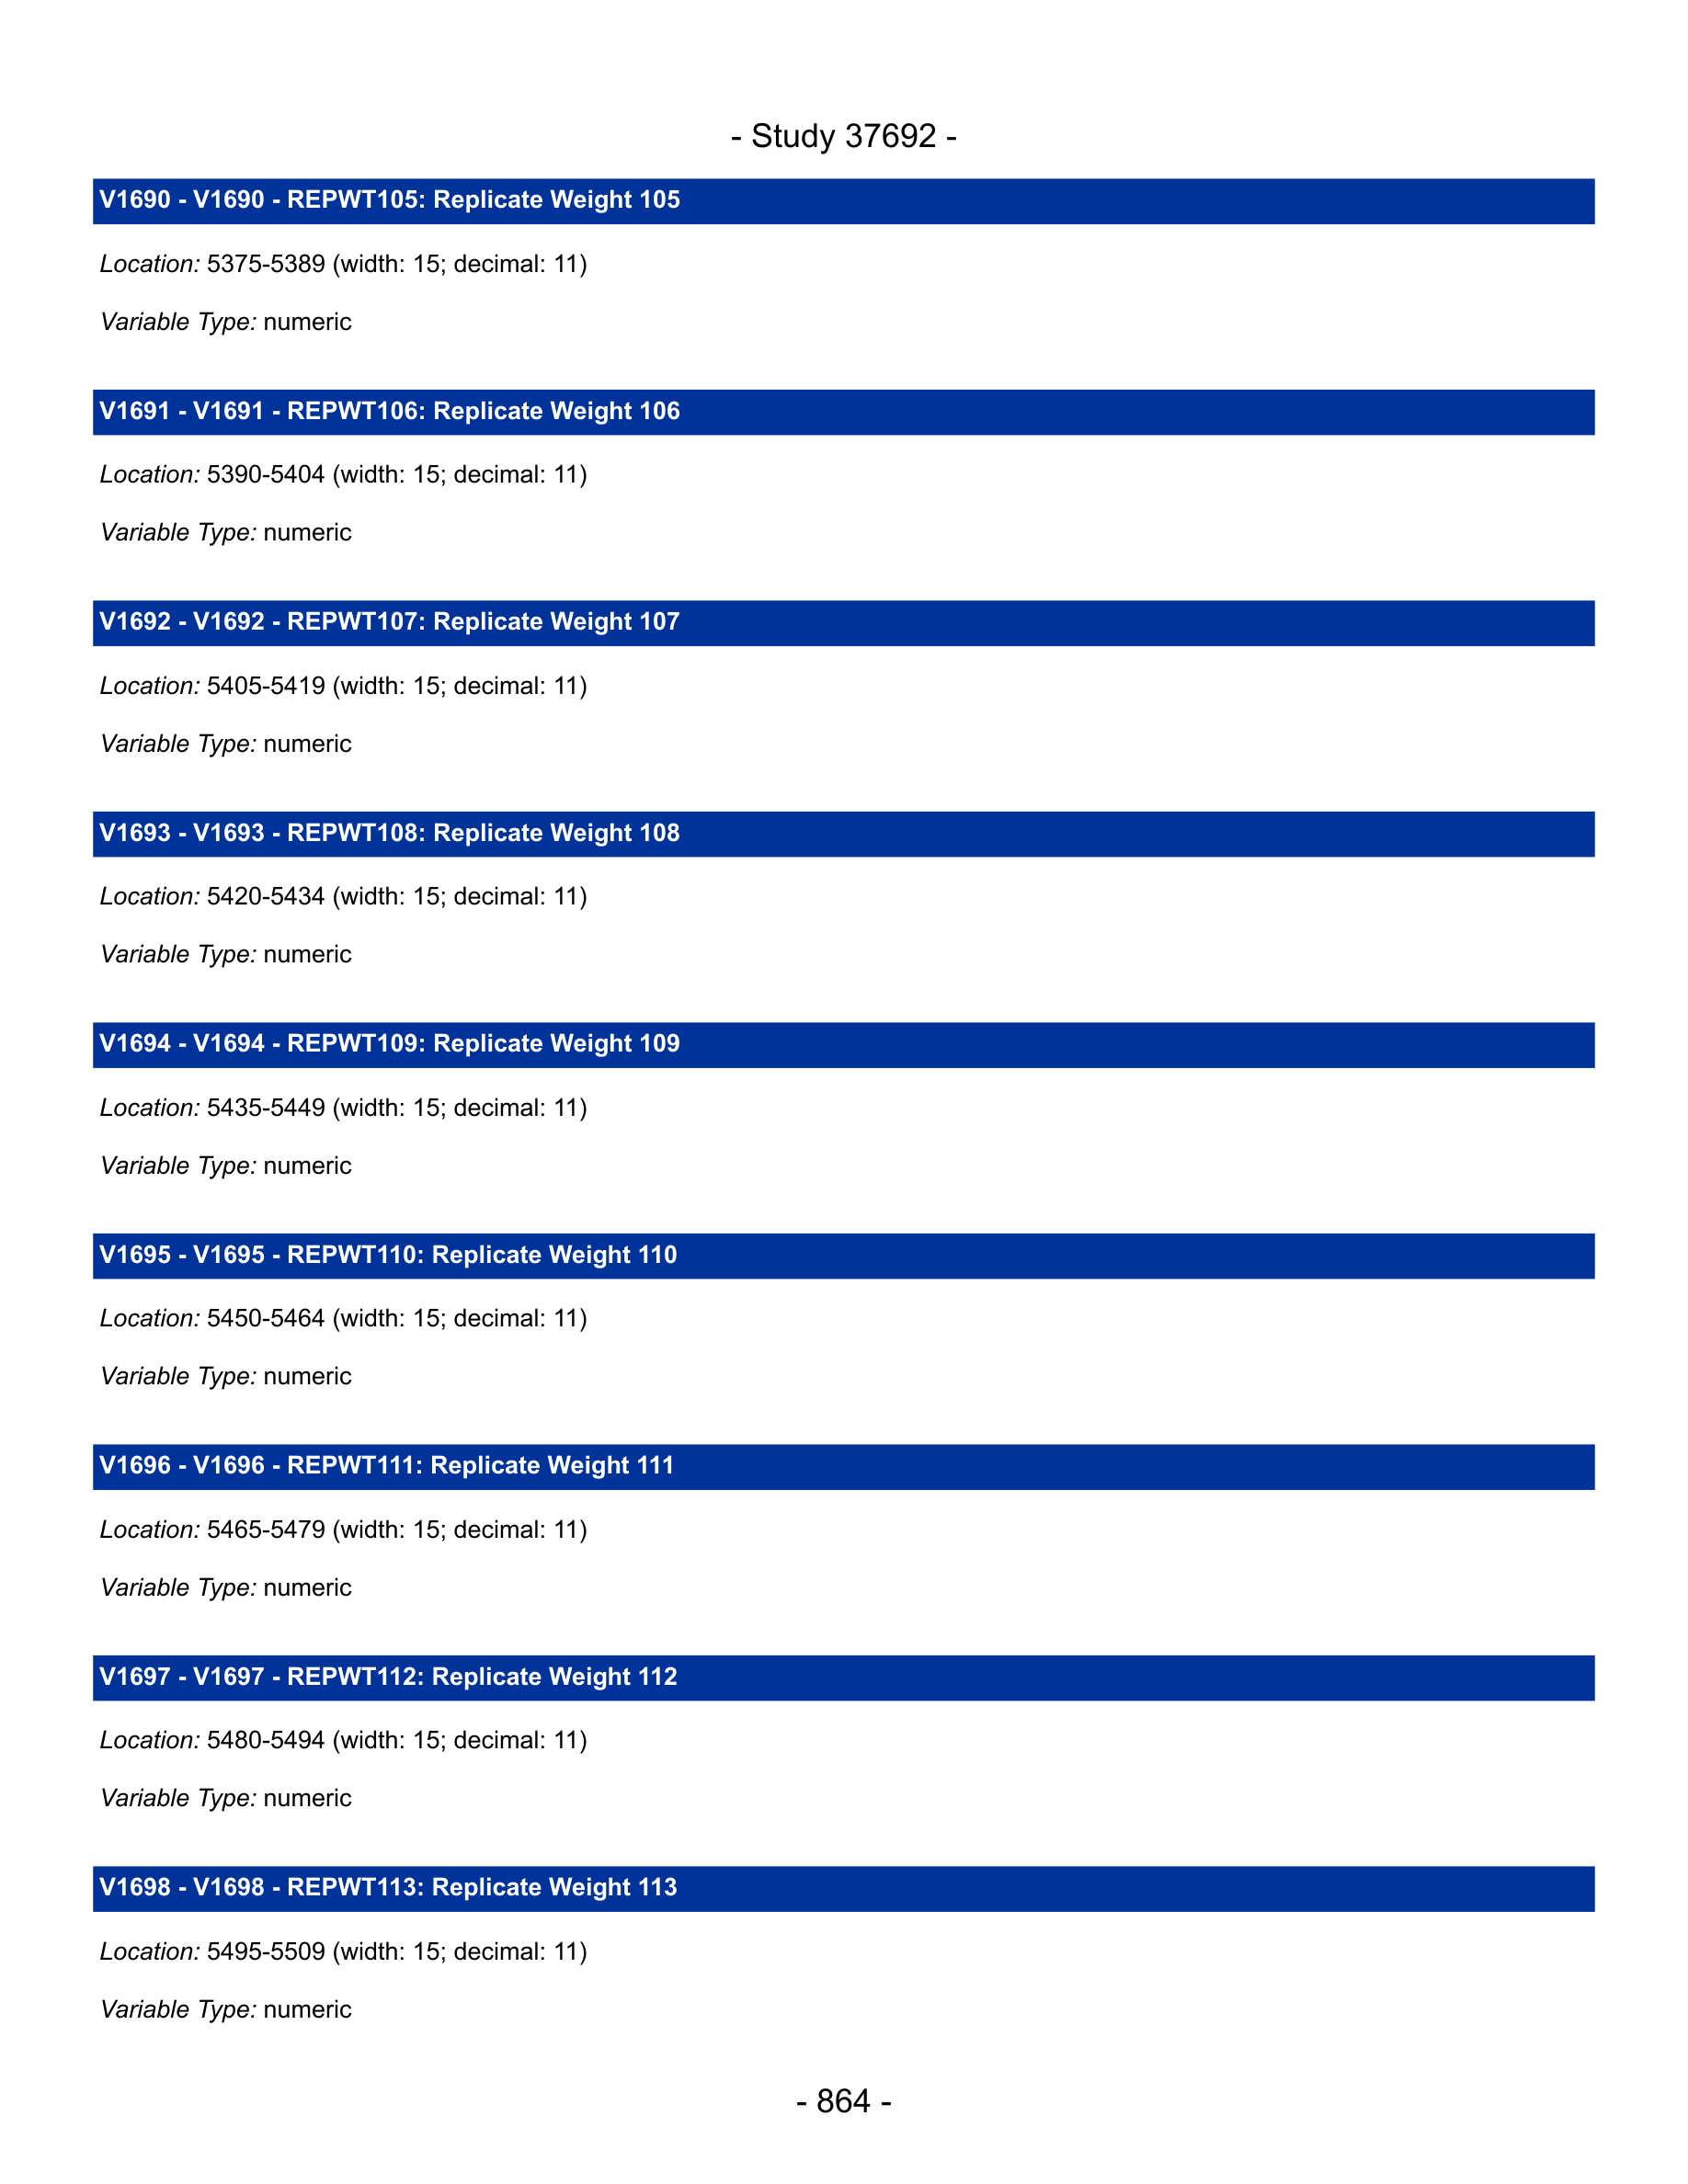 - Study 37692 -
V1690 - V1690 - REPWT105: Replicate Weight 105
Location: 5375-5389 (width: 15; decimal: 11)
Variable Type: numeric
V1691 - V1691 - REPWT106: Replicate Weight 106
Location: 5390-5404 (width: 15; decimal: 11)
Variable Type: numeric
V1692 - V1692 - REPWT107: Replicate Weight 107
Location: 5405-5419 (width: 15; decimal: 11)
Variable Type: numeric
V1693 - V1693 - REPWT108: Replicate Weight 108
Location: 5420-5434 (width: 15; decimal: 11)
Variable Type: numeric
V1694 - V1694 - REPWT109: Replicate Weight 109
Location: 5435-5449 (width: 15; decimal: 11)
Variable Type: numeric
V1695 - V1695 - REPWT110: Replicate Weight 110
Location: 5450-5464 (width: 15; decimal: 11)
Variable Type: numeric
V1696 - V1696 - REPWT111: Replicate Weight 111
Location: 5465-5479 (width: 15; decimal: 11)
Variable Type: numeric
V1697 - V1697 - REPWT112: Replicate Weight 112
Location: 5480-5494 (width: 15; decimal: 11)
Variable Type: numeric
V1698 - V1698 - REPWT113: Replicate Weight 113
Location: 5495-5509 (width: 15; decimal: 11)
Variable Type: numeric
- 864 -